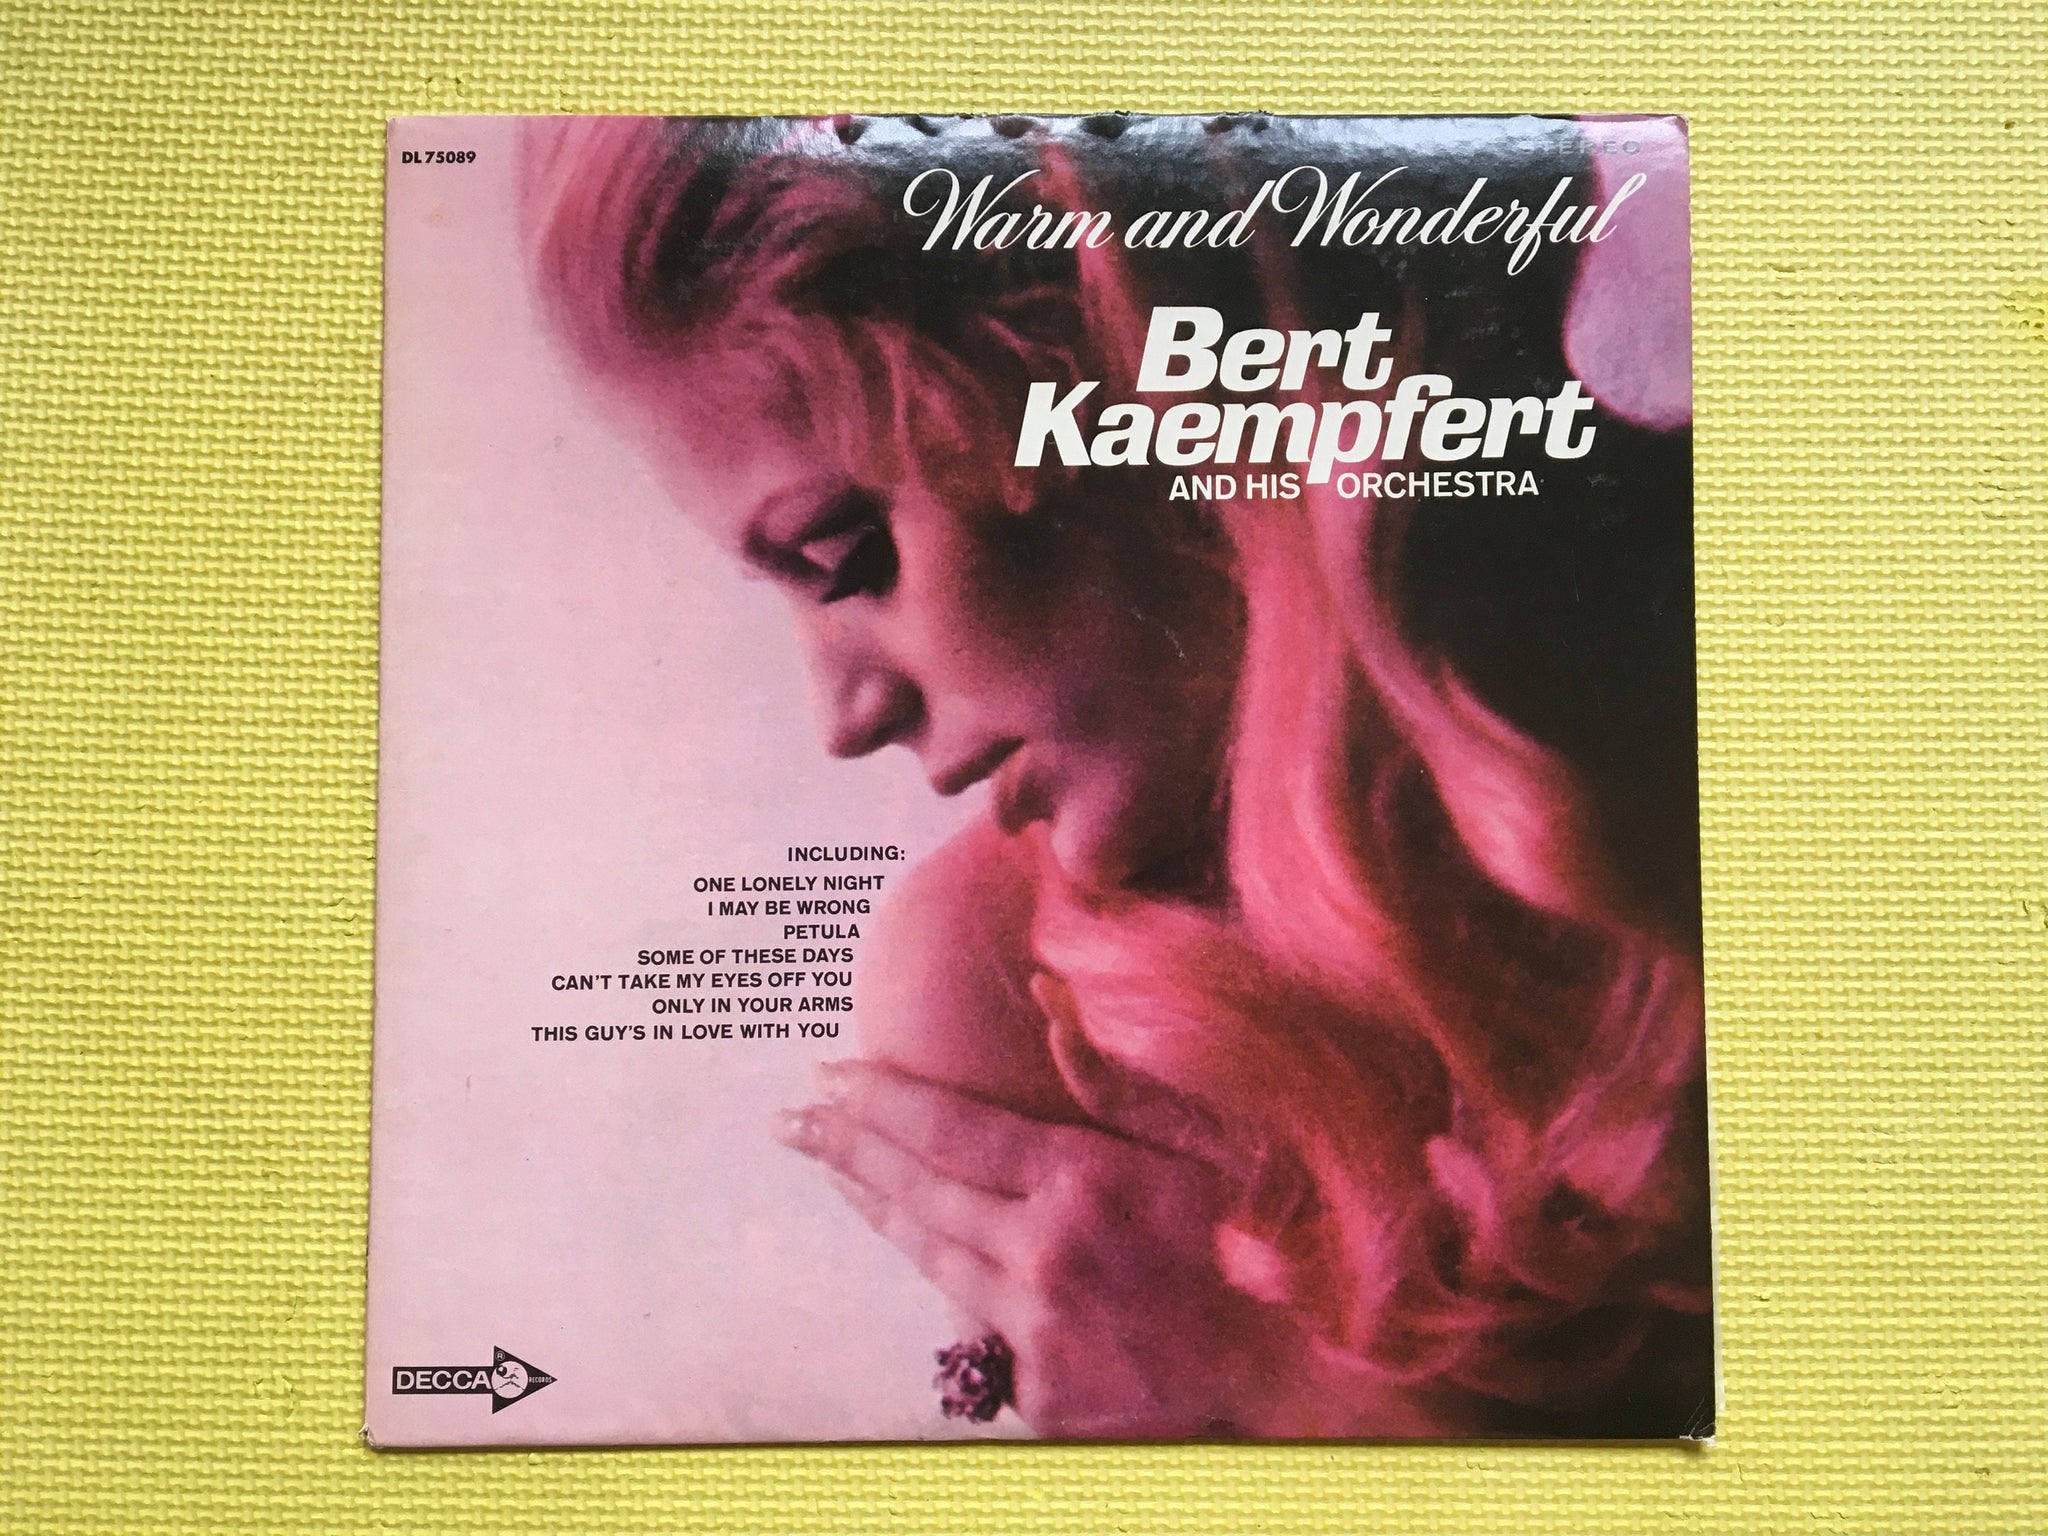 DL 75089
STEREO
Warm and Wonderful
Bert
Kaempfert
AND HIS ORCHESTRA
INCLUDING:
ONE LONELY NIGHT
I MAY BE WRONG
PETULA
SOME OF THESE DAYS
CAN'T TAKE MY EYES OFF YOU
ONLY IN YOUR ARMS
THIS GUY'S IN LOVE WITH YOU
DECCA ® RECORDS